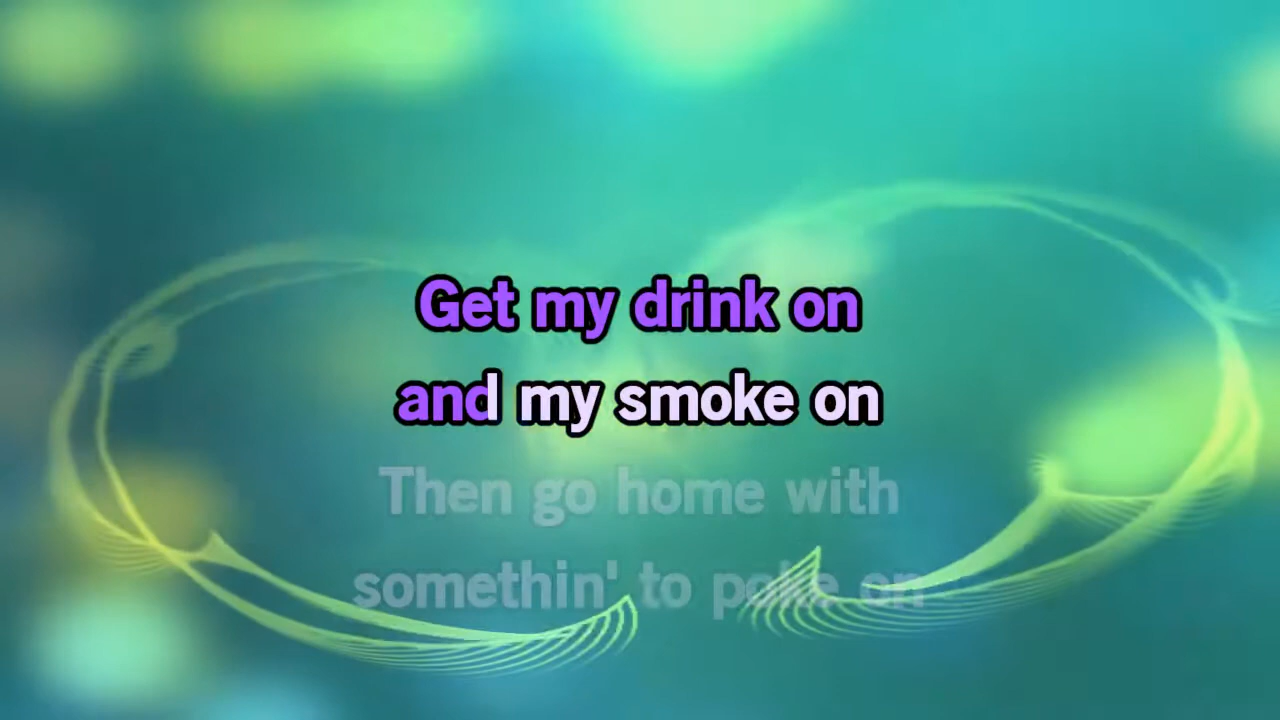 Get my drink on
and my smoke on
Then go home with
somethin' to poke on